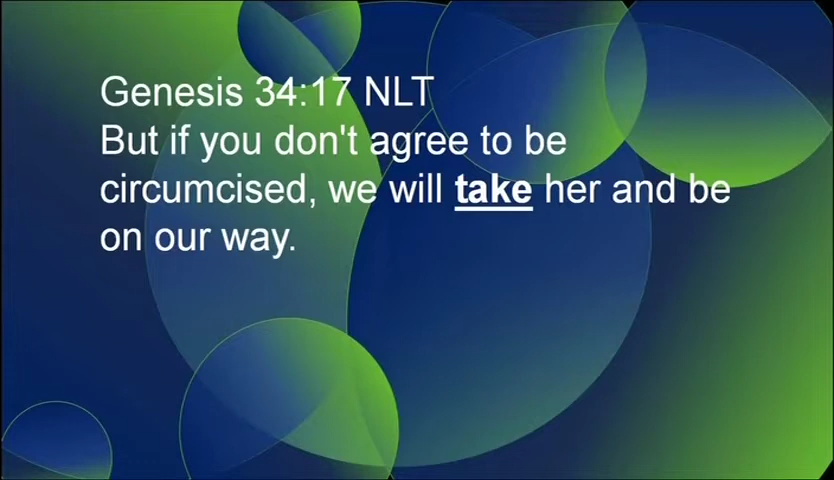 Genesis 34:17 NLT
But if you don't agree to be
circumcised, we will take her and be
on our way.